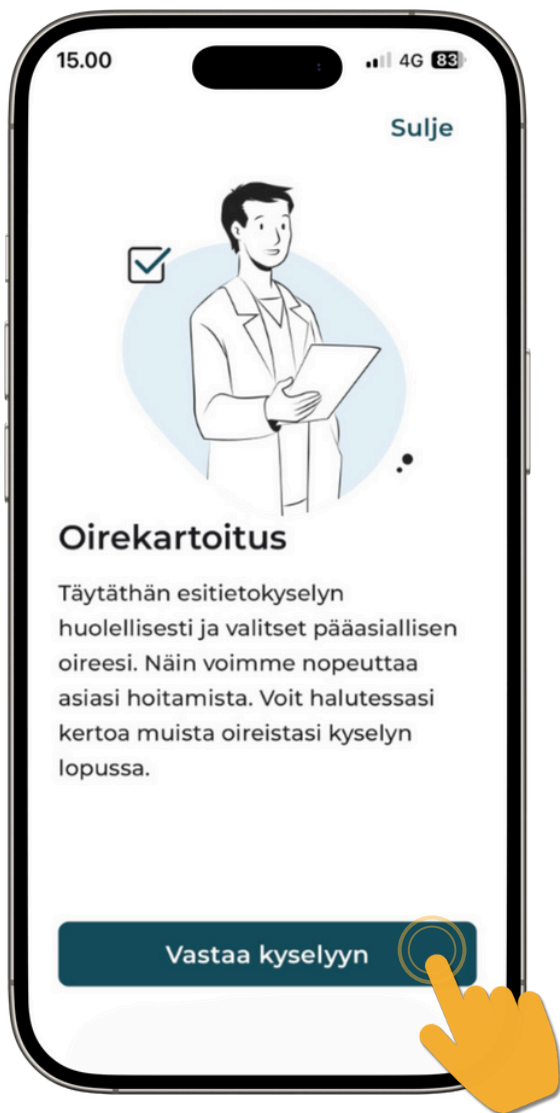 15.00 4G 83
Sulje
Oirekartoitus
Täytäthän esitietokyselyn
huolellisesti ja valitset pääasiallisen
oireesi. Näin voimme nopeuttaa
asiasi hoitamista. Voit halutessasi
kertoa muista oireistasi kyselyn
lopussa.
Vastaa kyselyyn